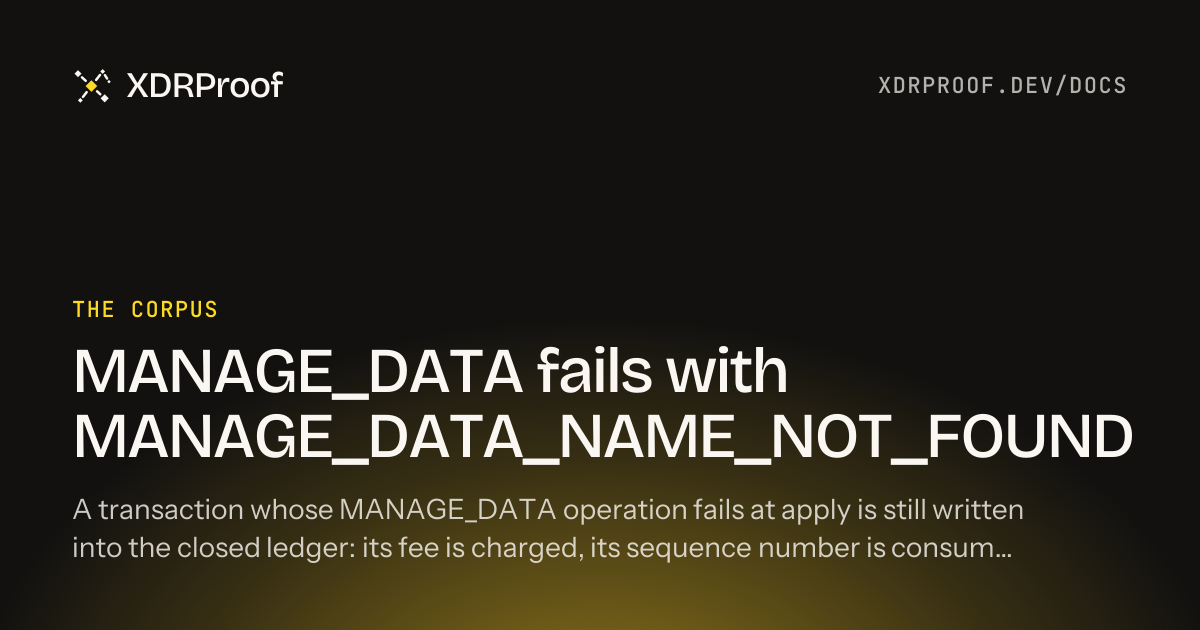 XDRProof
XDRPROOF.DEV/DOCS
THE CORPUS
MANAGE_DATA fails with
MANAGE_DATA_NAME_NOT_FOUND
A transaction whose MANAGE_DATA operation fails at apply is still written
into the closed ledger: its fee is charged, its sequence number is consum...